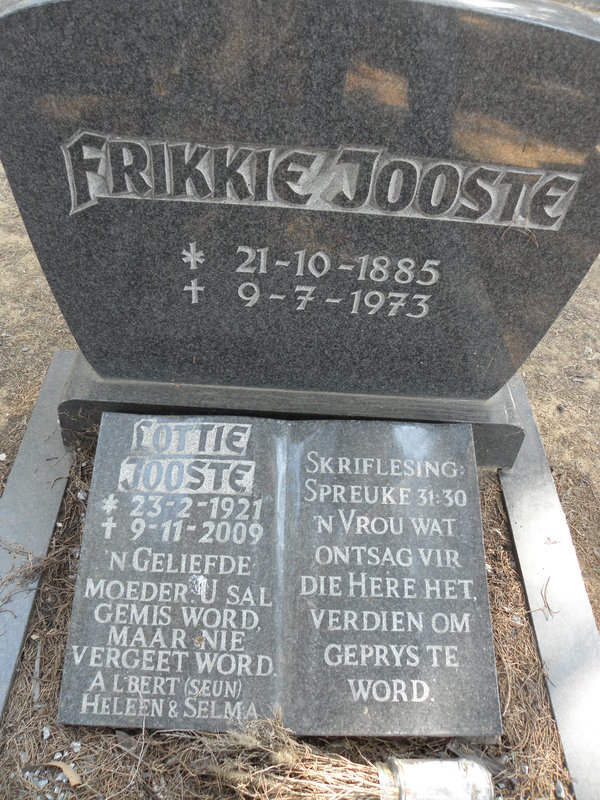 FRIKKIE JOOSTE
* 21-10-1885
† 9-7-1973
LOTTIE
JOOSTE
* 23-2-1921
† 9-11-2009
'N GELIEFDE
MOEDER U SAL
GEMIS WORD,
MAAR NIE
VERGEET WORD.
ALBERT (SEUN)
HELEEN & SELMA
SKRIFLESING:
SPREUKE 31:30
'N VROU WAT
ONTSAG VIR
DIE HERE HET,
VERDIEN OM
GEPRYS TE
WORD.